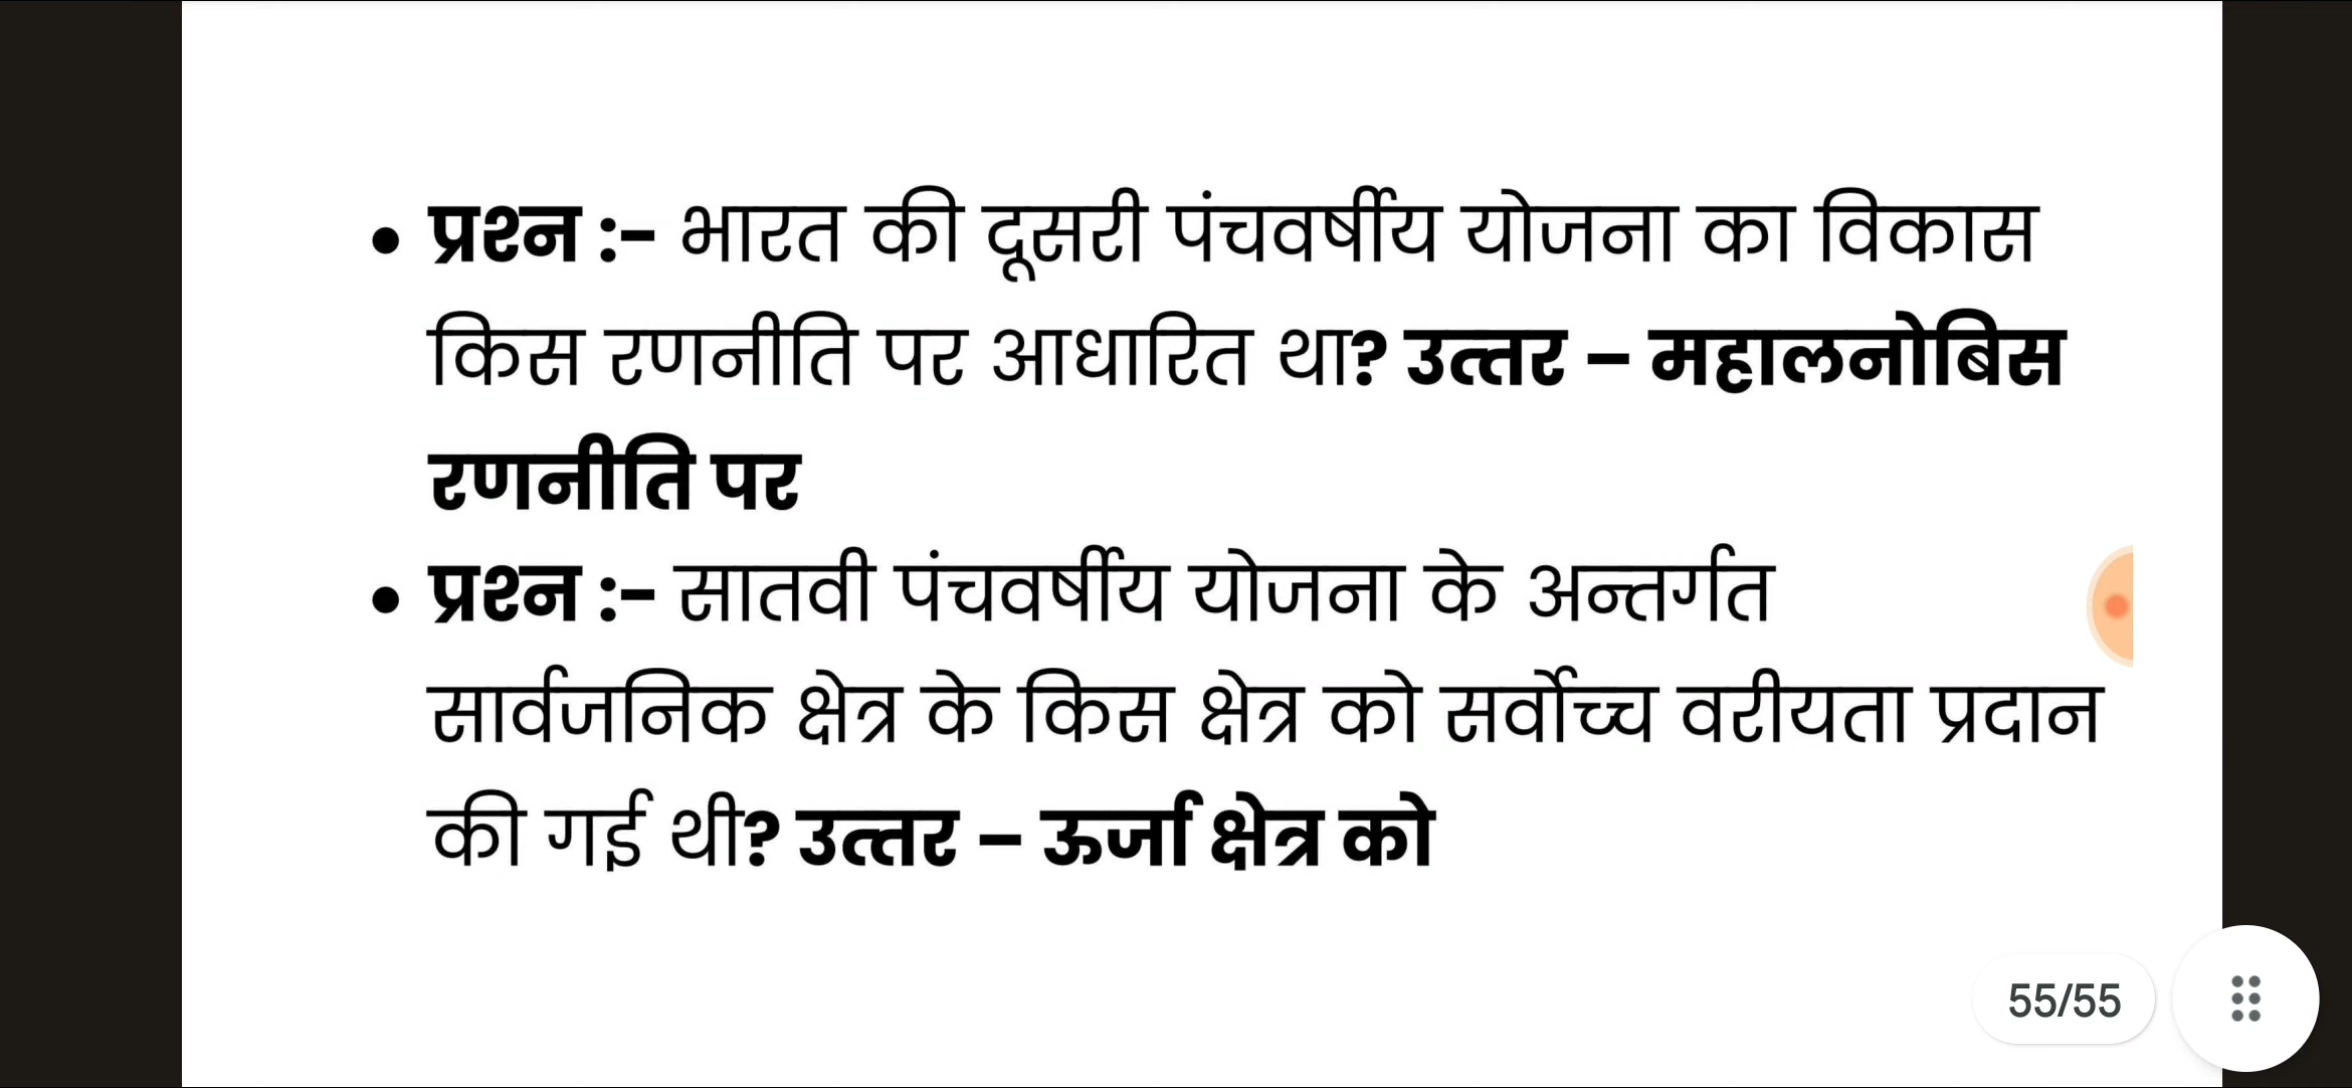 • प्रश्न :- भारत की दूसरी पंचवर्षीय योजना का विकास
किस रणनीति पर आधारित था? उत्तर – महालनोबिस
रणनीति पर
• प्रश्न :- सातवी पंचवर्षीय योजना के अन्तर्गत
सार्वजनिक क्षेत्र के किस क्षेत्र को सर्वोच्च वरीयता प्रदान
की गई थी? उत्तर – ऊर्जा क्षेत्र को
55/55